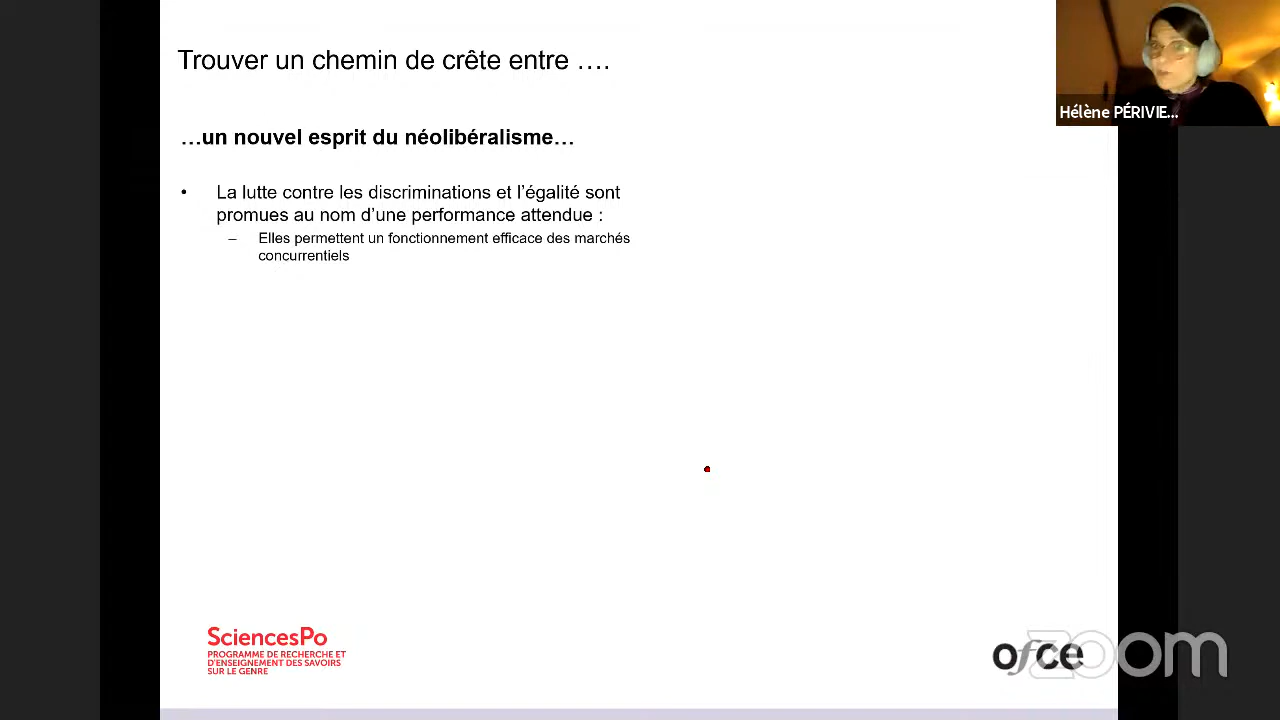 Trouver un chemin de crête entre ….
Hélène PÉRIVIE...
…un nouvel esprit du néolibéralisme…
• La lutte contre les discriminations et l’égalité sont
promues au nom d’une performance attendue :
– Elles permettent un fonctionnement efficace des marchés
concurrentiels
SciencesPo
PROGRAMME DE RECHERCHE ET
D'ENSEIGNEMENT DES SAVOIRS
SUR LE GENRE
ofce
zoom